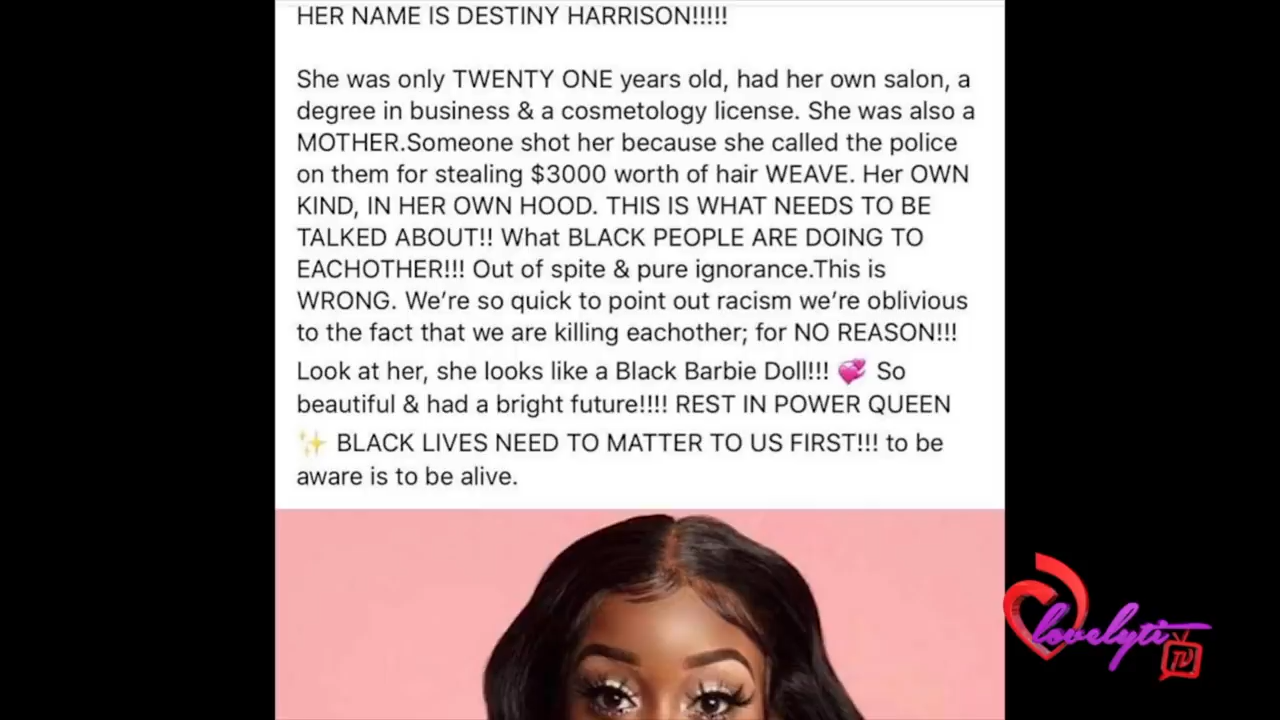 HER NAME IS DESTINY HARRISON!!!!!
She was only TWENTY ONE years old, had her own salon, a
degree in business & a cosmetology license. She was also a
MOTHER.Someone shot her because she called the police
on them for stealing $3000 worth of hair WEAVE. Her OWN
KIND, IN HER OWN HOOD. THIS IS WHAT NEEDS TO BE
TALKED ABOUT!! What BLACK PEOPLE ARE DOING TO
EACHOTHER!!! Out of spite & pure ignorance.This is
WRONG. We’re so quick to point out racism we’re oblivious
to the fact that we are killing eachother; for NO REASON!!!
Look at her, she looks like a Black Barbie Doll!!! 💞 So
beautiful & had a bright future!!!! REST IN POWER QUEEN
✨ BLACK LIVES NEED TO MATTER TO US FIRST!!! to be
aware is to be alive.
lovelyti
TV